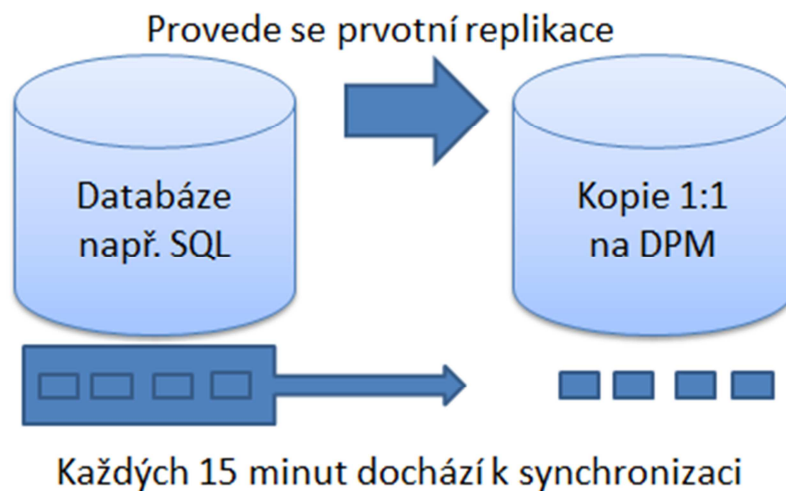 Provede se prvotní replikace
Databáze
např. SQL
Kopie 1:1
na DPM
Každých 15 minut dochází k synchronizaci